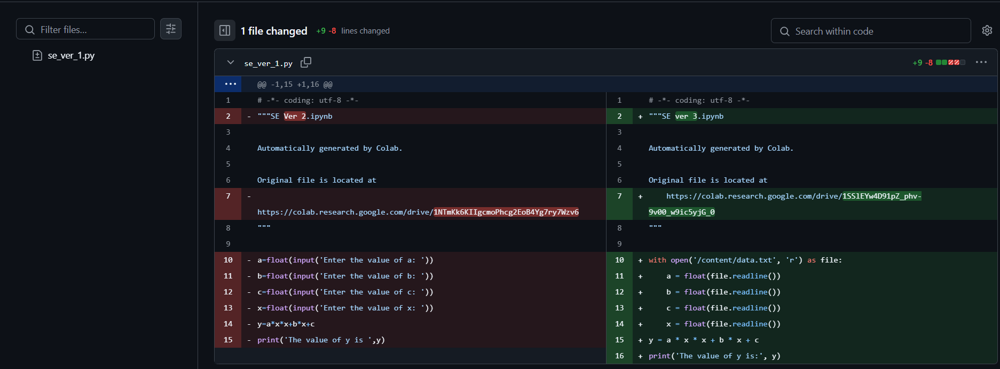 Filter files...
1 file changed +9 -8 lines changed
Search within code
se_ver_1.py
se_ver_1.py
+9 -8
@@ -1,15 +1,16 @@
1 # -*- coding: utf-8 -*-
2 - """SE Ver 2.ipynb
3
4 Automatically generated by Colab.
5
6 Original file is located at
7 -
https://colab.research.google.com/drive/1NTmKk6KIIgcmoPhcg2EoB4Yg7ry7Wzv6
8 """
9
10 - a=float(input('Enter the value of a: '))
11 - b=float(input('Enter the value of b: '))
12 - c=float(input('Enter the value of c: '))
13 - x=float(input('Enter the value of x: '))
14 - y=a*x*x+b*x+c
15 - print('The value of y is ',y)
1 # -*- coding: utf-8 -*-
2 + """SE ver 3.ipynb
3
4 Automatically generated by Colab.
5
6 Original file is located at
7 + https://colab.research.google.com/drive/1SSlEYw4D91pZ_phv-
9v00_w9ic5yjG_0
8 """
9
10 + with open('/content/data.txt', 'r') as file:
11 + a = float(file.readline())
12 + b = float(file.readline())
13 + c = float(file.readline())
14 + x = float(file.readline())
15 + y = a * x * x + b * x + c
16 + print('The value of y is:', y)